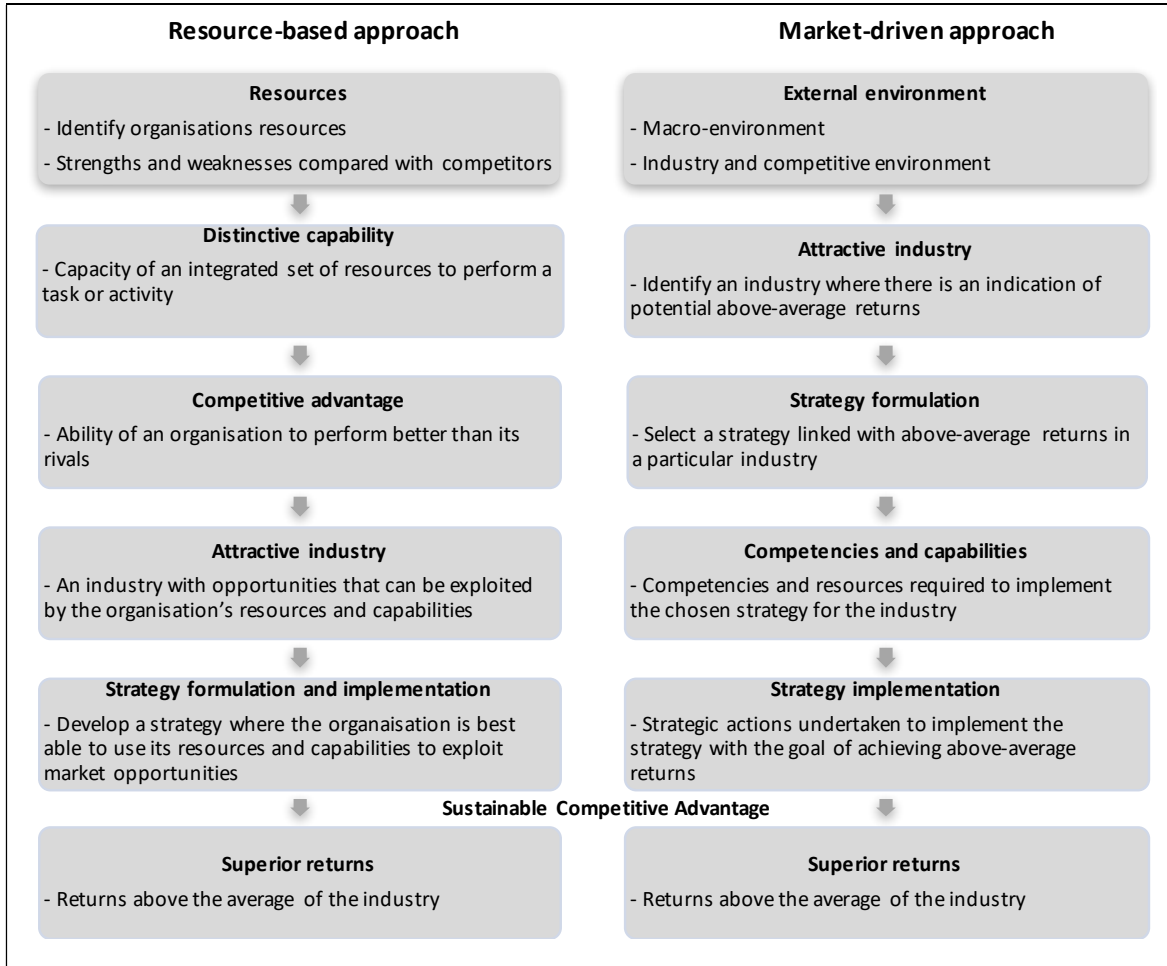 Resource-based approach
Resources
- Identify organisations resources
- Strengths and weaknesses compared with competitors
Distinctive capability
- Capacity of an integrated set of resources to perform a
task or activity
Competitive advantage
- Ability of an organisation to perform better than its
rivals
Attractive industry
- An industry with opportunities that can be exploited
by the organisation’s resources and capabilities
Strategy formulation and implementation
- Develop a strategy where the organaisation is best
able to use its resources and capabilities to exploit
market opportunities
Market-driven approach
External environment
- Macro-environment
- Industry and competitive environment
Attractive industry
- Identify an industry where there is an indication of
potential above-average returns
Strategy formulation
- Select a strategy linked with above-average returns in
a particular industry
Competencies and capabilities
- Competencies and resources required to implement
the chosen strategy for the industry
Strategy implementation
- Strategic actions undertaken to implement the
strategy with the goal of achieving above-average
returns
Sustainable Competitive Advantage
Superior returns
- Returns above the average of the industry
Superior returns
- Returns above the average of the industry